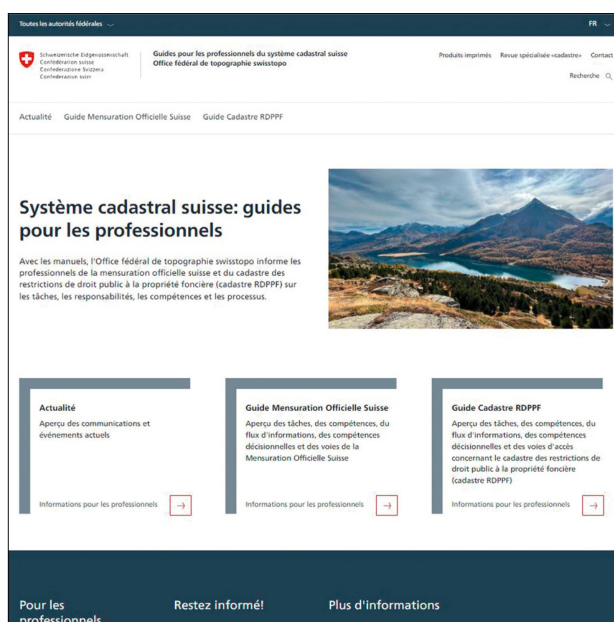 Toutes les autorités fédérales
FR
Schweizerische Eidgenossenschaft
Confédération suisse
Confederazione Svizzera
Confederaziun svizra
Guides pour les professionnels du système cadastral suisse
Office fédéral de topographie swisstopo
Produits imprimés Revue spécialisée «cadastre» Contact
Recherche
Actualité Guide Mensuration Officielle Suisse Guide Cadastre RDPPF
Système cadastral suisse: guides
pour les professionnels
Avec les manuels, l'Office fédéral de topographie swisstopo informe les
professionnels de la mensuration officielle suisse et du cadastre des
restrictions de droit public à la propriété foncière (cadastre RDPPF) sur
les tâches, les responsabilités, les compétences et les processus.
Actualité
Aperçu des communications et
événements actuels
Informations pour les professionnels
Guide Mensuration Officielle Suisse
Aperçu des tâches, des compétences, du
flux d'informations, des compétences
décisionnelles et des voies de la
Mensuration Officielle Suisse
Informations pour les professionnels
Guide Cadastre RDPPF
Aperçu des tâches, des compétences, du
flux d'informations, des compétences
décisionnelles et des voies d'accès
concernant le cadastre des restrictions de
droit public à la propriété foncière
(cadastre RDPPF)
Informations pour les professionnels
Pour les
professionnels
Restez informé!
Plus d'informations